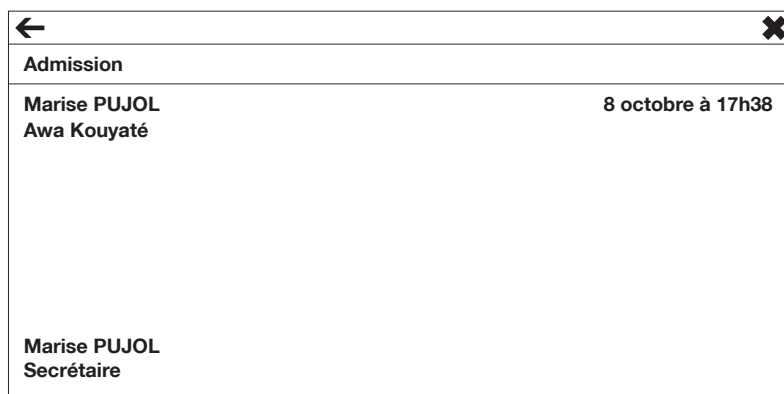 Admission
Marise PUJOL 8 octobre à 17h38
Awa Kouyaté
Marise PUJOL
Secrétaire